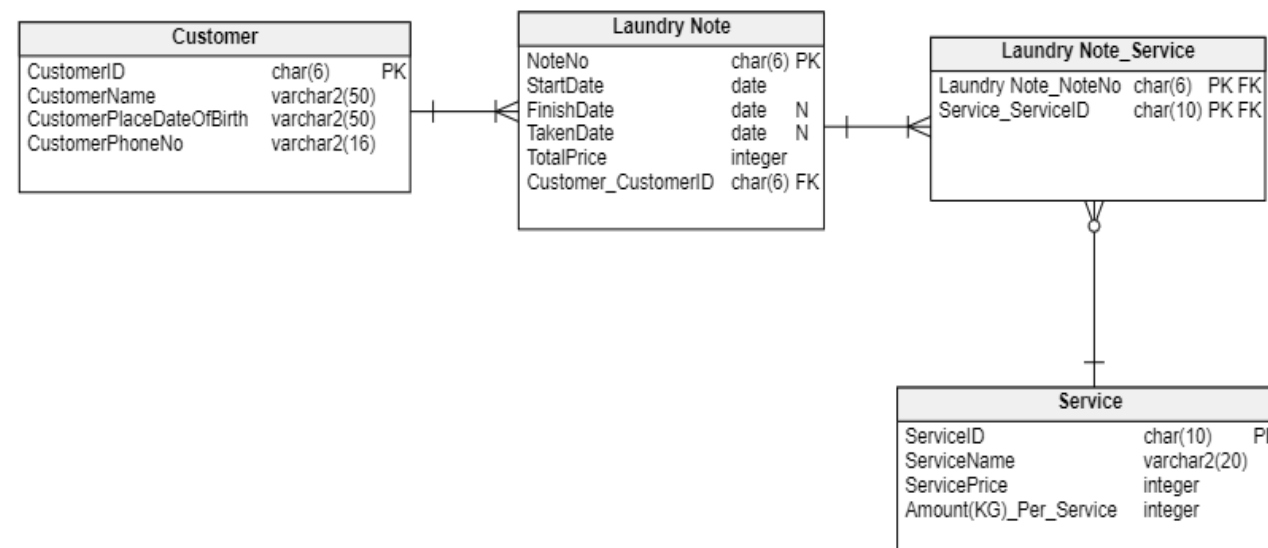 Customer
CustomerID char(6) PK
CustomerName varchar2(50)
CustomerPlaceDateOfBirth varchar2(50)
CustomerPhoneNo varchar2(16)
Laundry Note
NoteNo char(6) PK
StartDate date
FinishDate date N
TakenDate date N
TotalPrice integer
Customer_CustomerID char(6) FK
Laundry Note_Service
Laundry Note_NoteNo char(6) PK FK
Service_ServiceID char(10) PK FK
Service
ServiceID char(10)
ServiceName varchar2(20)
ServicePrice integer
Amount(KG)_Per_Service integer